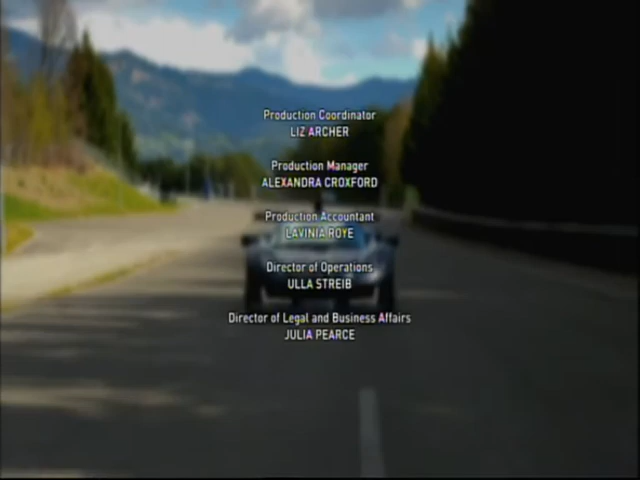 Production Coordinator
LIZ ARCHER
Production Manager
ALEXANDRA CROXFORD
Production Accountant
LAVINIA ROYE
Director of Operations
ULLA STREIB
Director of Legal and Business Affairs
JULIA PEARCE